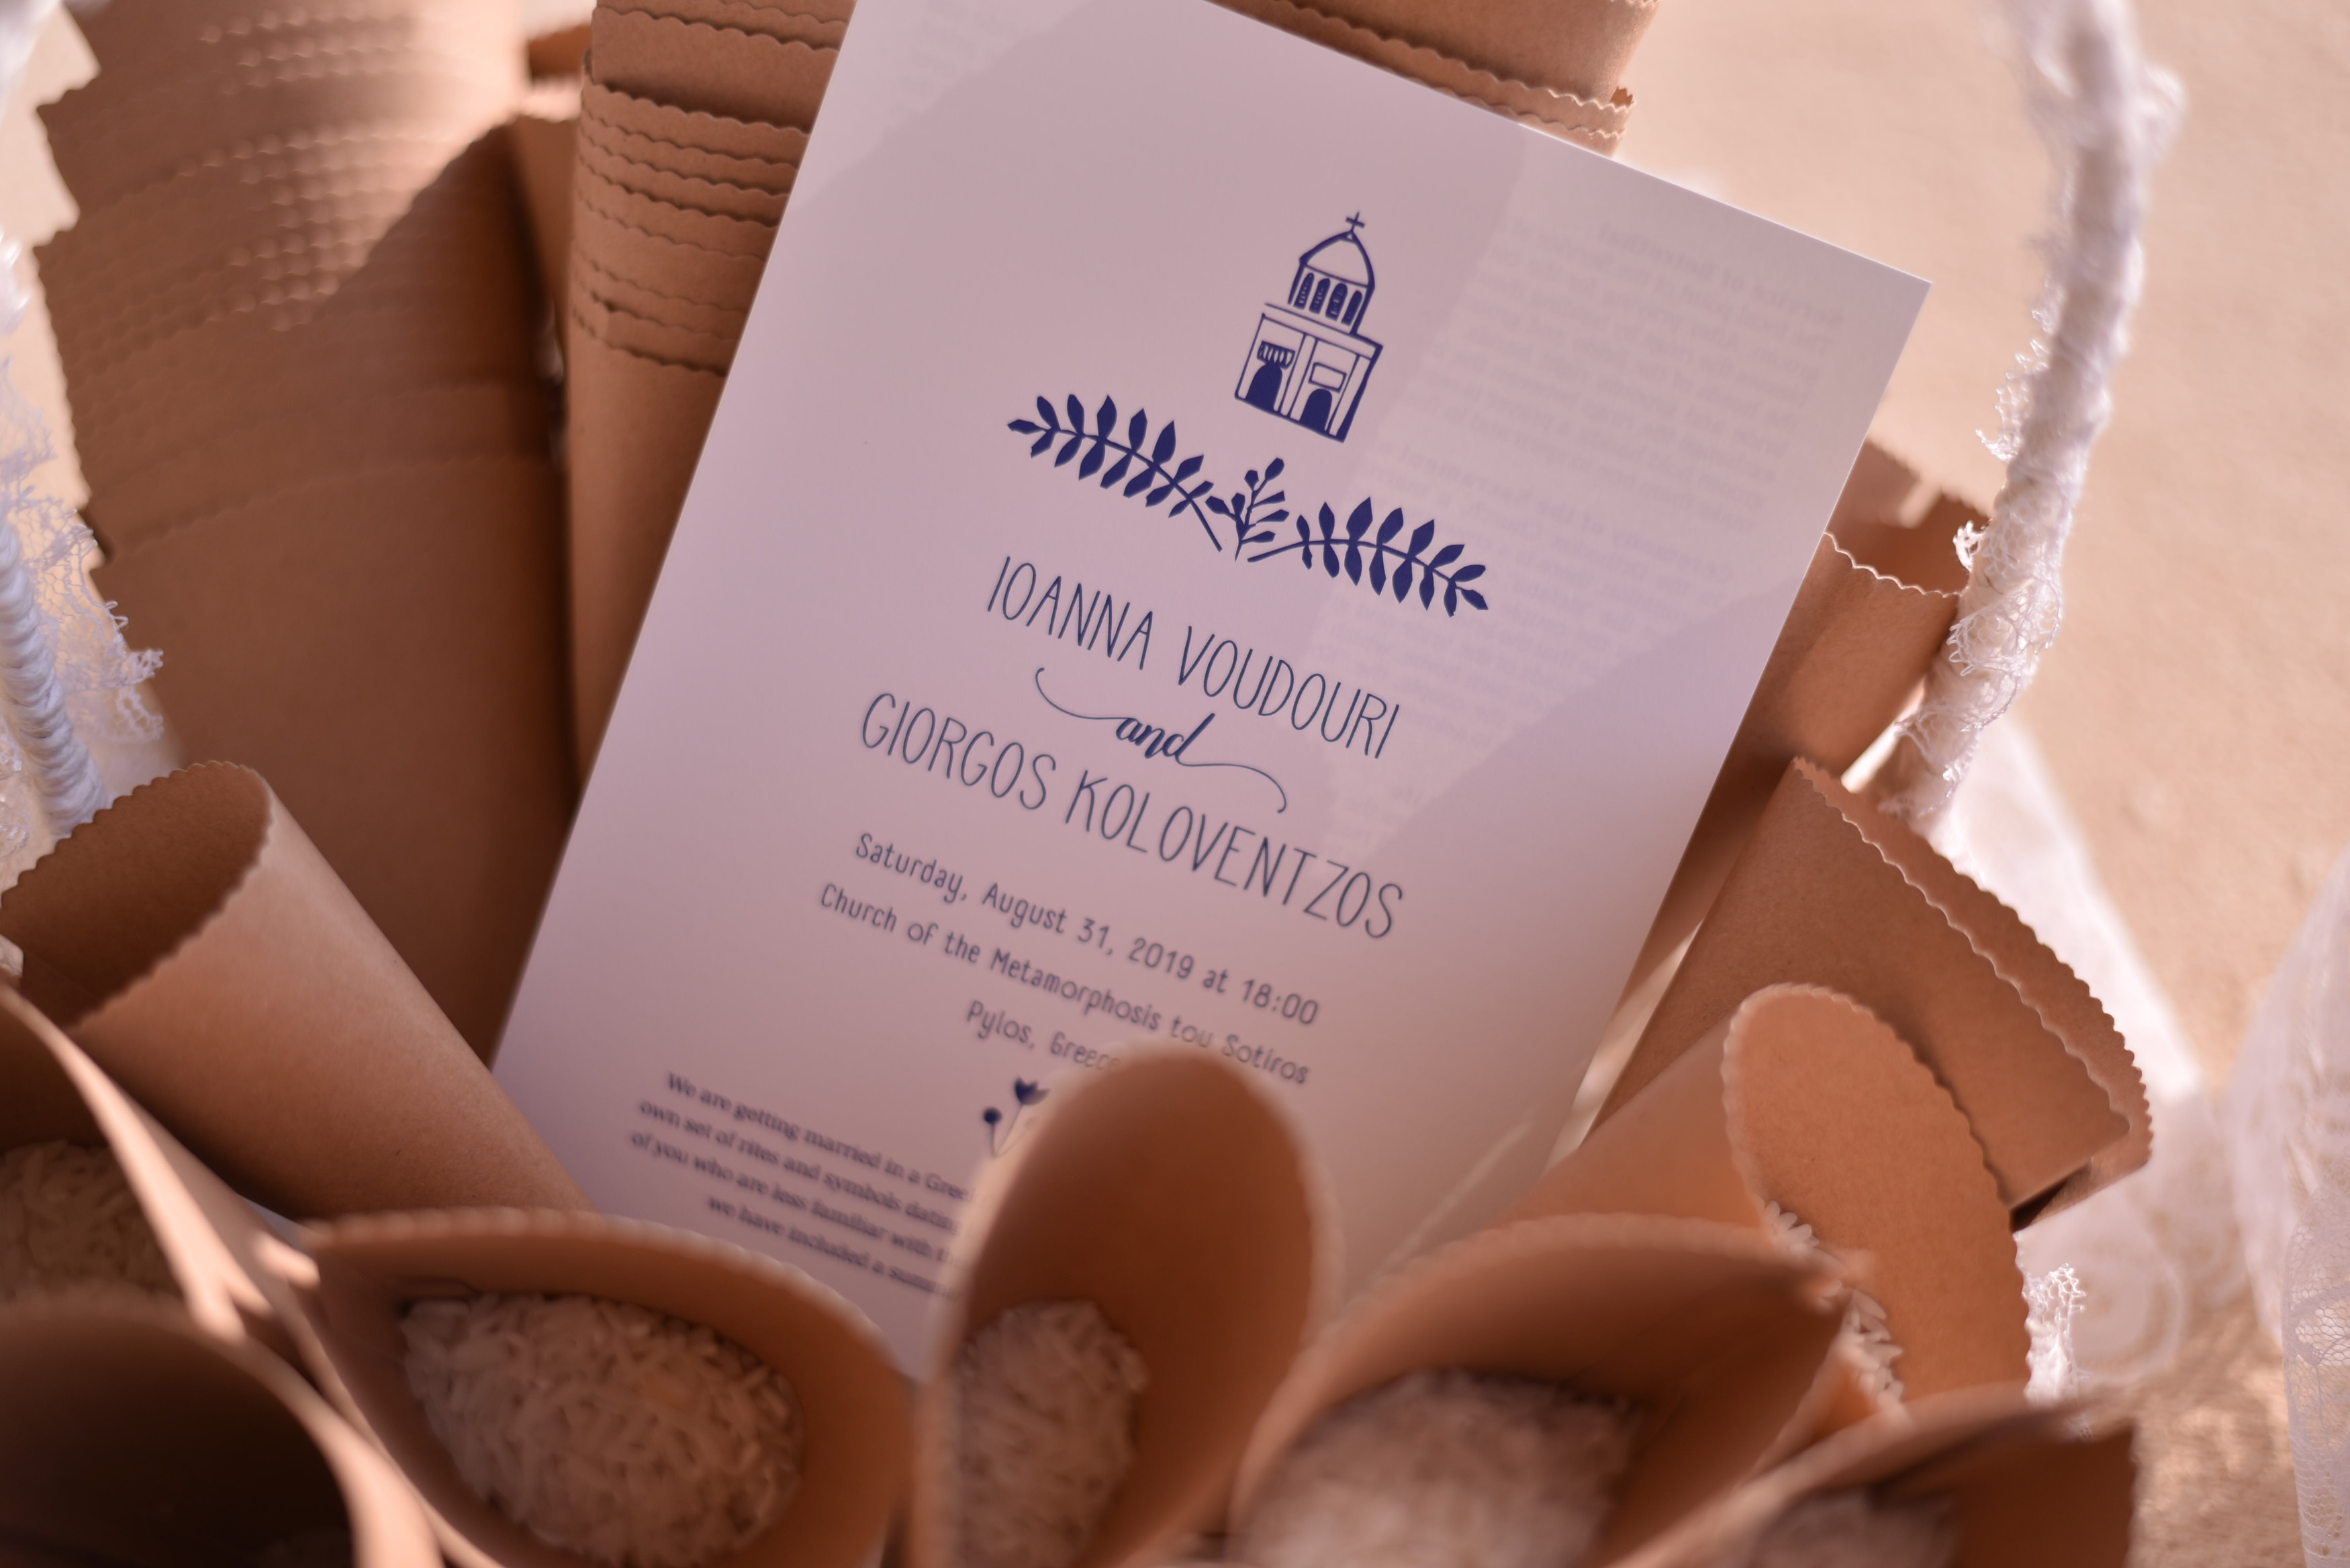 IOANNA VOUDOURI
and
GIORGOS KOLOVENTZOS
Saturday, August 31, 2019 at 18:00
Church of the Metamorphosis tou Sotiros
Pylos, Greece
We are getting married in a
own set of rites and symbols
of you who are less familiar with
we have included a